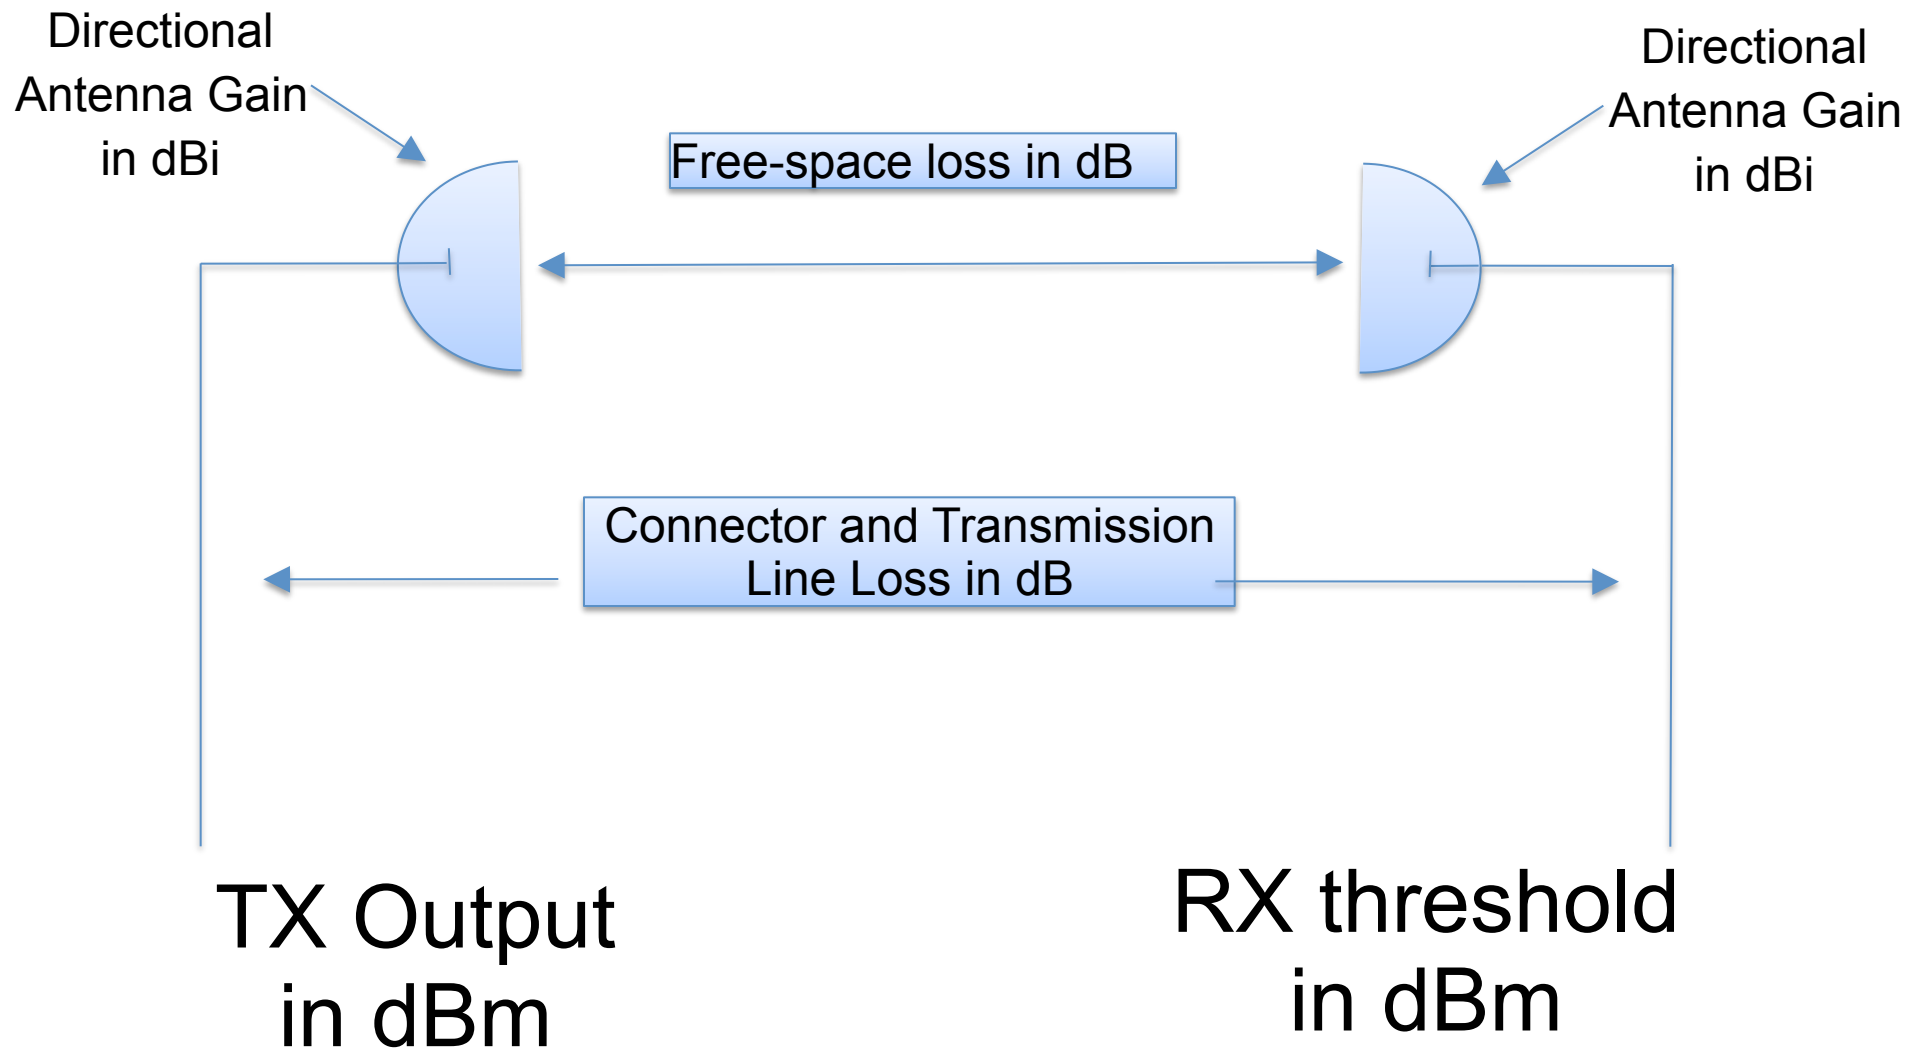 Directional
Antenna Gain
in dBi
Directional
Antenna Gain
in dBi
Free-space loss in dB
Connector and Transmission
Line Loss in dB
TX Output
in dBm
RX threshold
in dBm